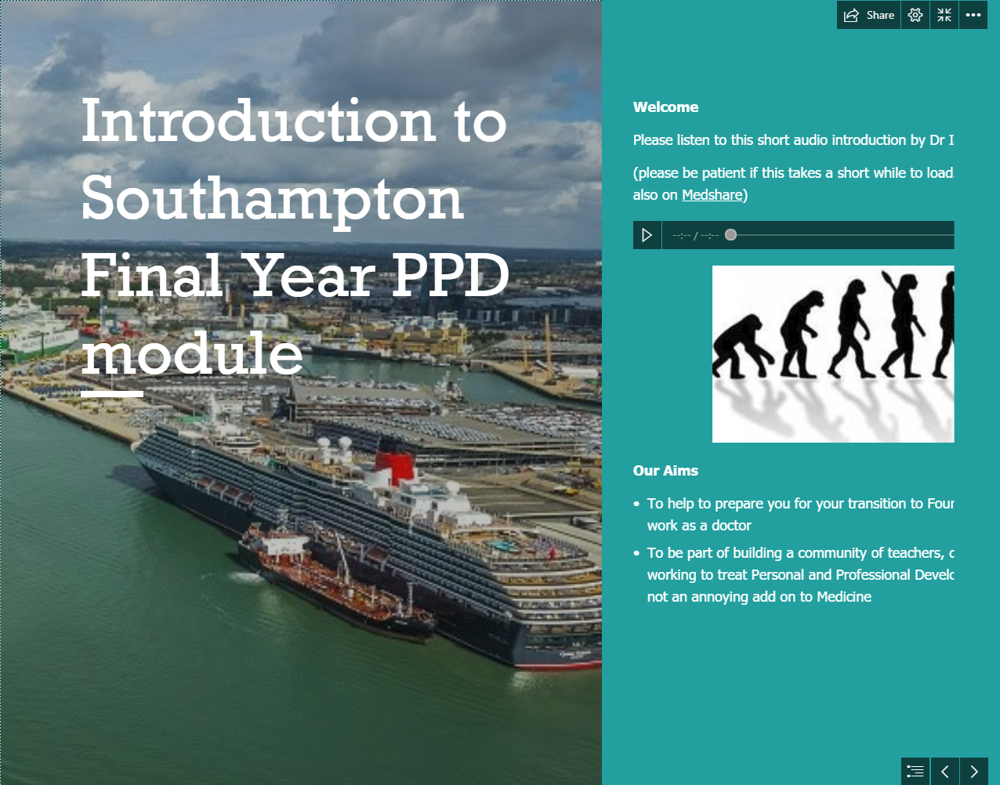 Share
Introduction to
Southampton
Final Year PPD
module
Welcome
Please listen to this short audio introduction by Dr I
(please be patient if this takes a short while to load.
also on Medshare)
--:-- / --:--
Our Aims
• To help to prepare you for your transition to Four
work as a doctor
• To be part of building a community of teachers, c
working to treat Personal and Professional Develo
not an annoying add on to Medicine